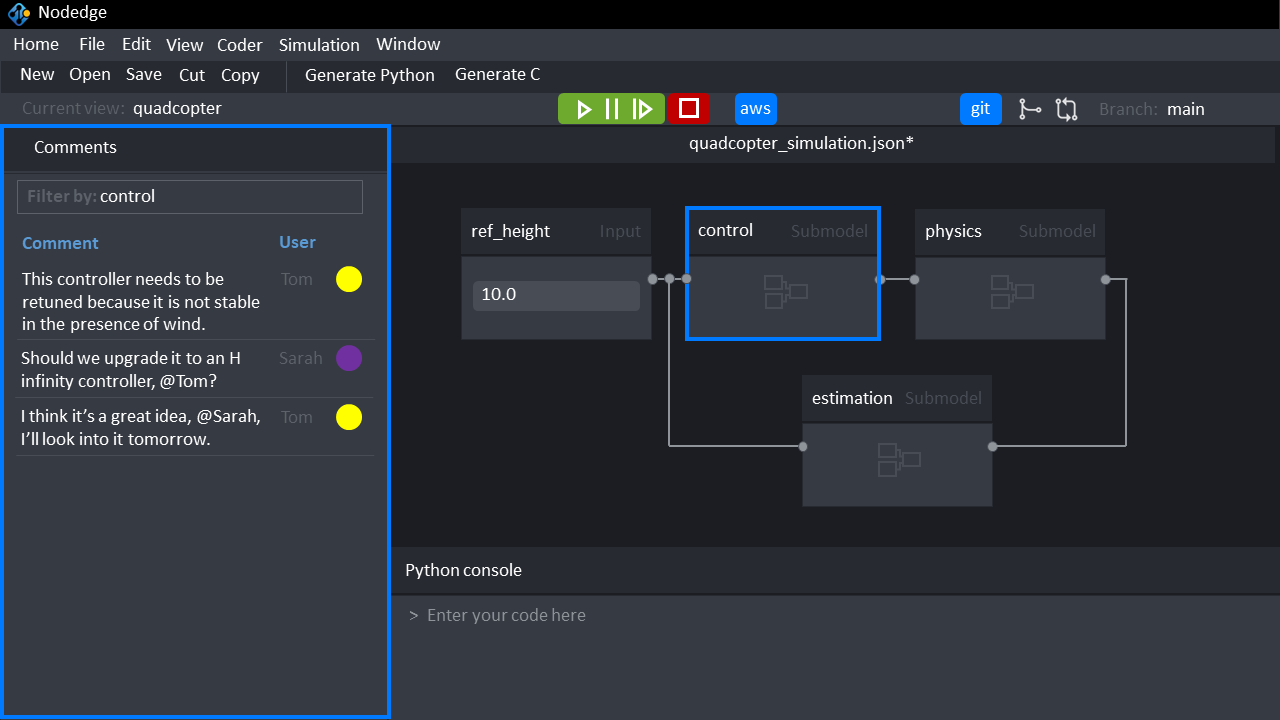 Nodedge
Home File Edit View Coder Simulation Window
New Open Save Cut Copy Generate Python Generate C
Current view: quadcopter aws git Branch: main
Comments
quadcopter_simulation.json*
Filter by: control
Comment User
This controller needs to be Tom
retuned because it is not stable
in the presence of wind.
Should we upgrade it to an H Sarah
infinity controller, @Tom?
I think it’s a great idea, @Sarah, Tom
I’ll look into it tomorrow.
ref_height Input
10.0
control Submodel
physics Submodel
estimation Submodel
Python console
> Enter your code here